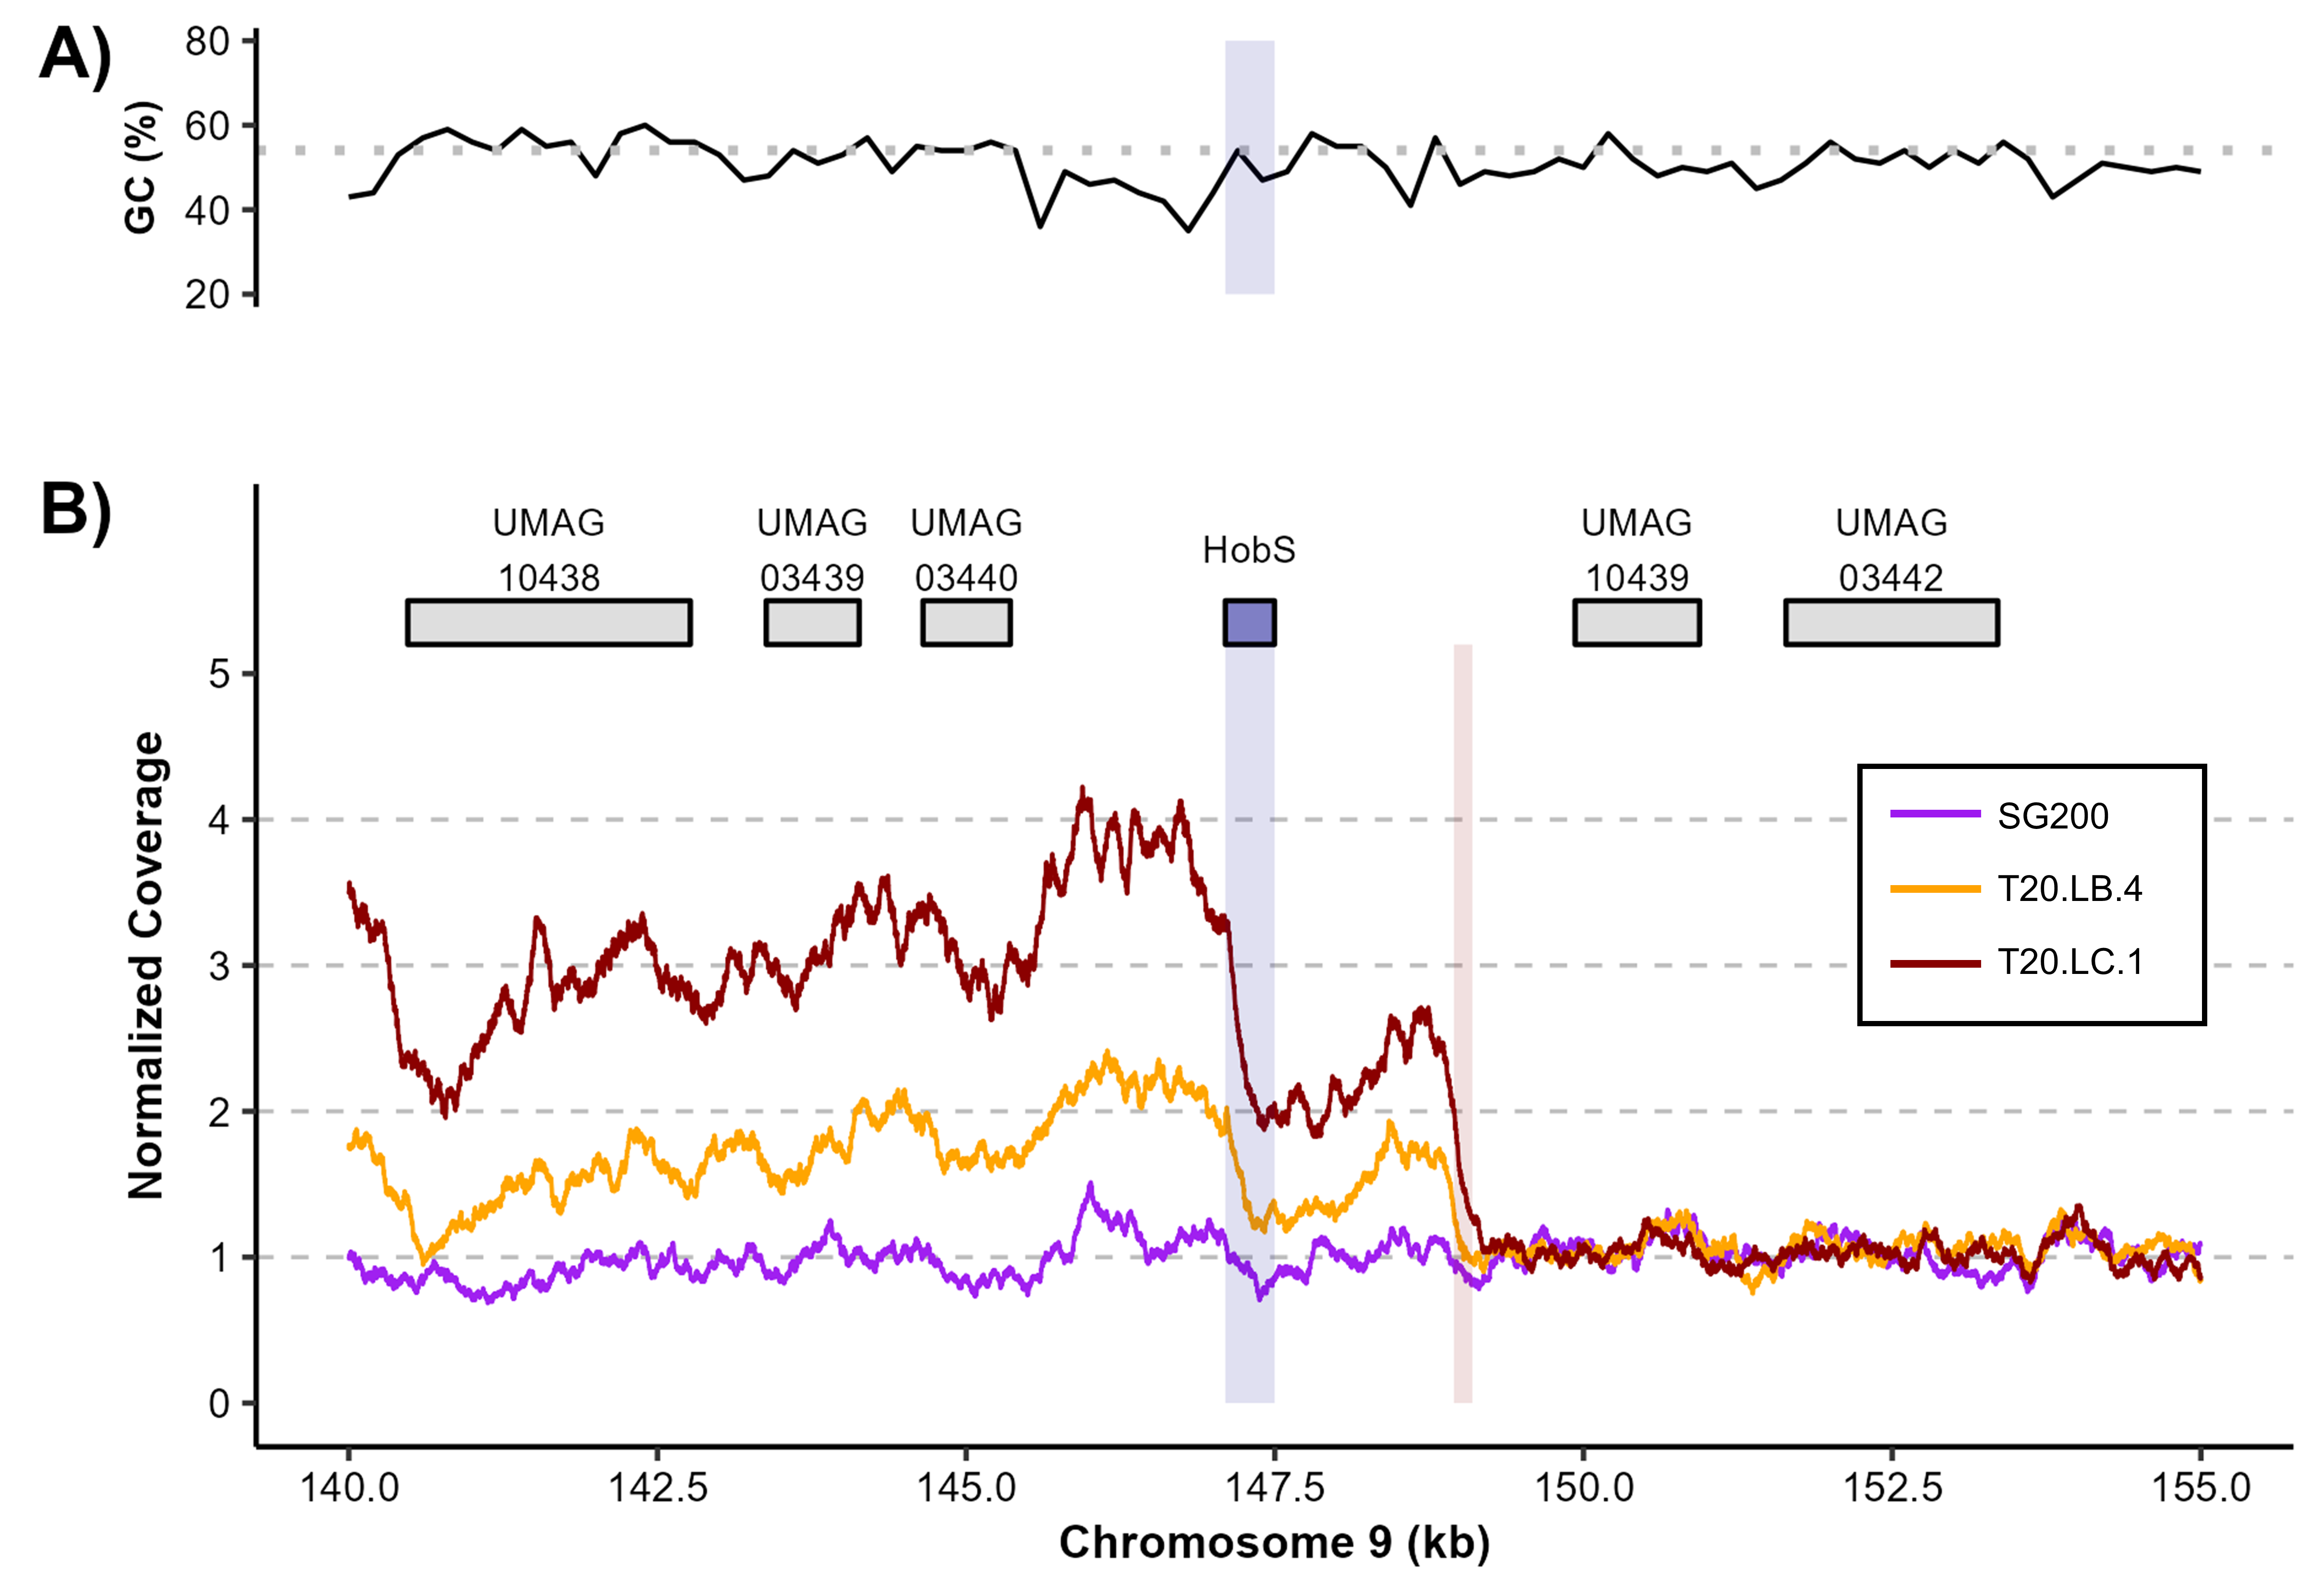 A)
GC (%)
80
60
40
20
B)
UMAG
10438
UMAG
03439
UMAG
03440
HobS
UMAG
10439
UMAG
03442
Normalized Coverage
5
4
3
2
1
0
SG200
T20.LB.4
T20.LC.1
140.0 142.5 145.0 147.5 150.0 152.5 155.0
Chromosome 9 (kb)